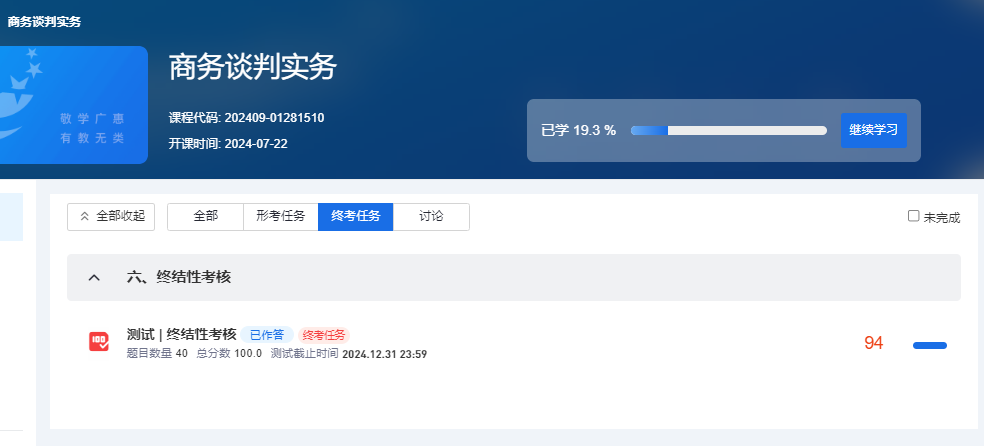 商务谈判实务
敬学广惠
有教无类
商务谈判实务
课程代码: 202409-01281510
开课时间: 2024-07-22
已学 19.3 %
继续学习
全部收起
全部
形考任务
终考任务
讨论
未完成
六、终结性考核
测试 | 终结性考核 已作答 终考任务
题目数量 40 总分数 100.0 测试截止时间 2024.12.31 23:59
100
94